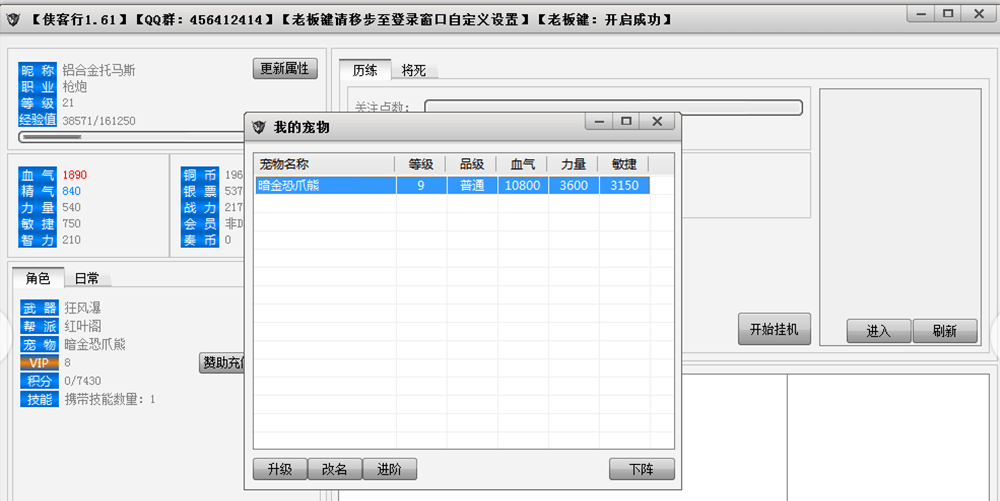 【侠客行1.61】【QQ群：456412414】【老板键请移步至登录窗口自定义设置】【老板键：开启成功】
昵 称 铝合金托马斯
更新属性
职 业 枪炮
等 级 21
经验值 38571/161250
历练 将死
关注点数：
血 气 1890
精 气 840
力 量 540
敏 捷 750
智 力 210
铜 币 196
银 票 537
战 力 217
会 员 非
奏 币 0
角色 日常
武 器 狂风瀑
帮 派 红叶阁
宠 物 暗金恐爪熊
VIP 8
赞助充
积分 0/7430
技能 携带技能数量：1
我的宠物
宠物名称 等级 品级 血气 力量 敏捷
暗金恐爪熊 9 普通 10800 3600 3150
升级 改名 进阶 下阵
开始挂机
进入 刷新